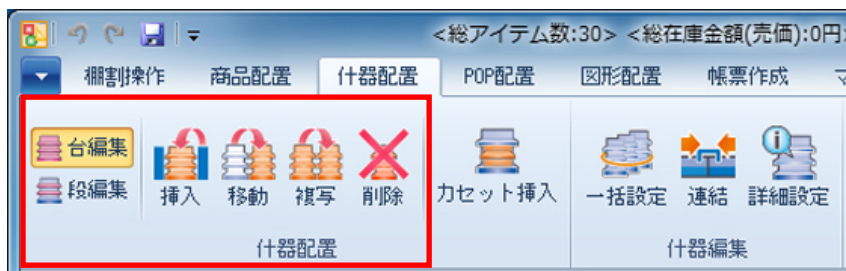 <総アイテム数:30> <総在庫金額(売価):0円
棚割操作 商品配置 什器配置 POP配置 図形配置 帳票作成
台編集
段編集
挿入 移動 複写 削除 カセット挿入 一括設定 連結 詳細設定
什器配置 什器編集